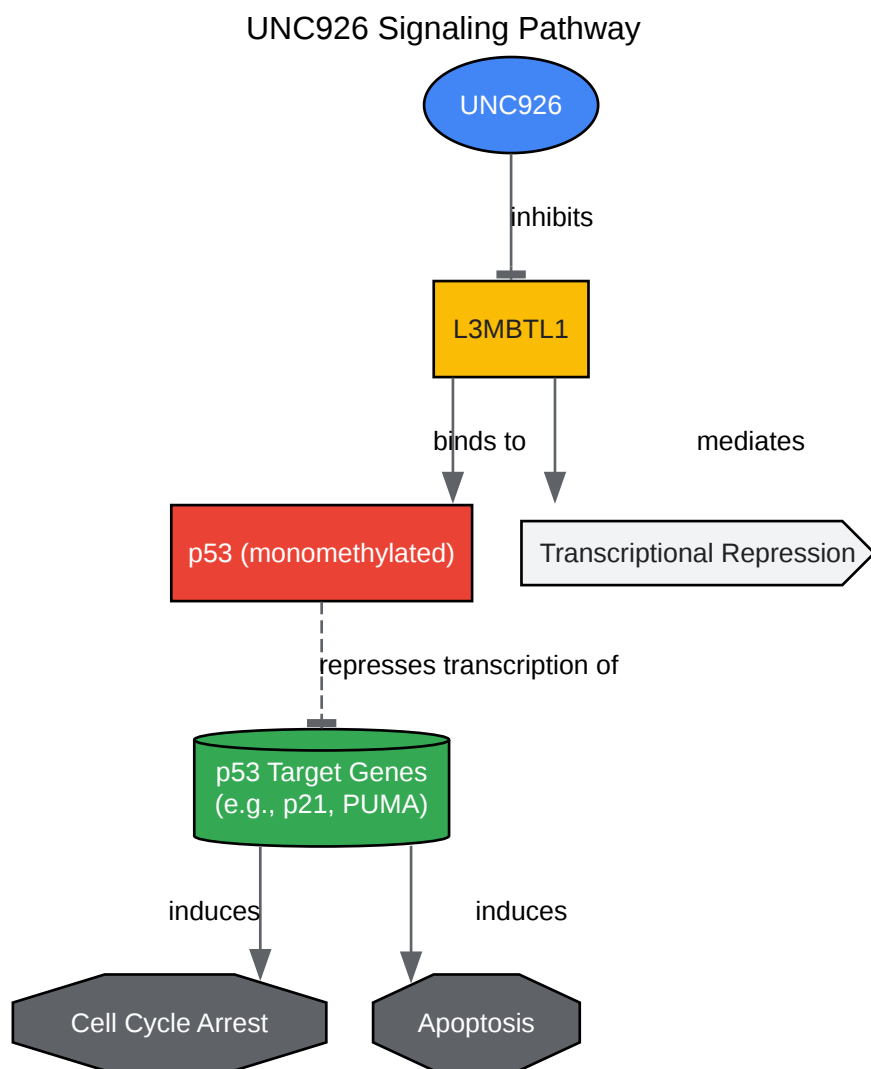 UNC926 Signaling Pathway
UNC926
inhibits
L3MBTL1
binds to
mediates
p53 (monomethylated)
Transcriptional Repression
represses transcription of
p53 Target Genes
(e.g., p21, PUMA)
induces
induces
Cell Cycle Arrest
Apoptosis